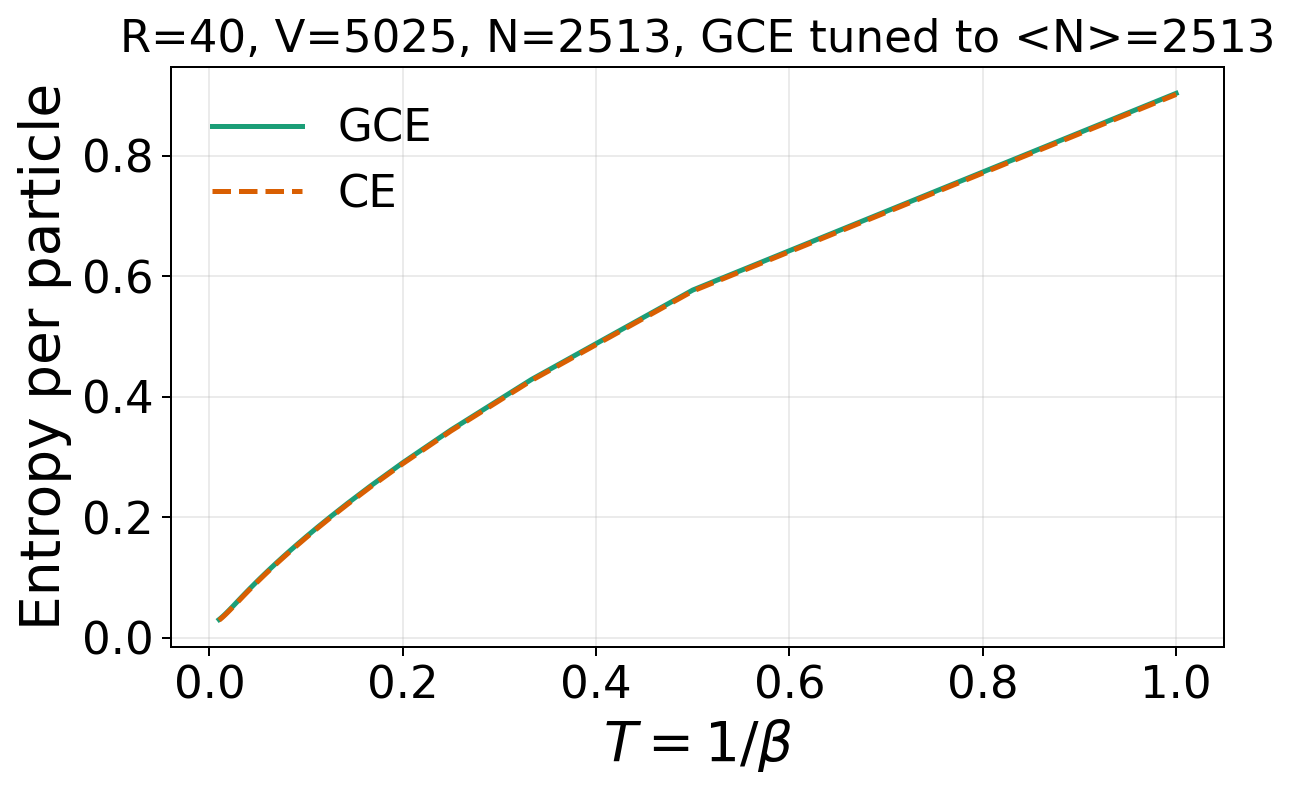 R=40, V=5025, N=2513, GCE tuned to <N>=2513
Entropy per particle
0.8
0.6
0.4
0.2
0.0
GCE
CE
0.0 0.2 0.4 0.6 0.8 1.0
T = 1/β